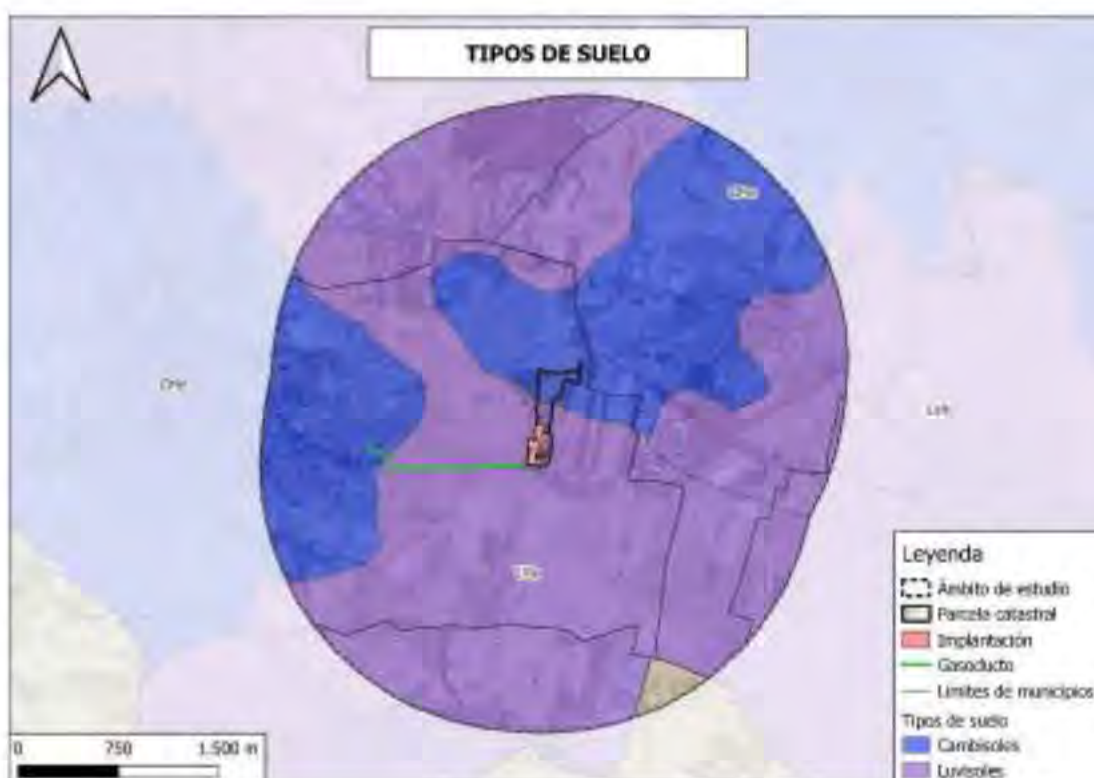 TIPOS DE SUELO
Leyenda
Ámbito de estudio
Parcela catastral
Implantación
Gasoducto
Límites de municipios
Tipos de suelo
Cambisoles
Luvisoles
0 750 1.500 m